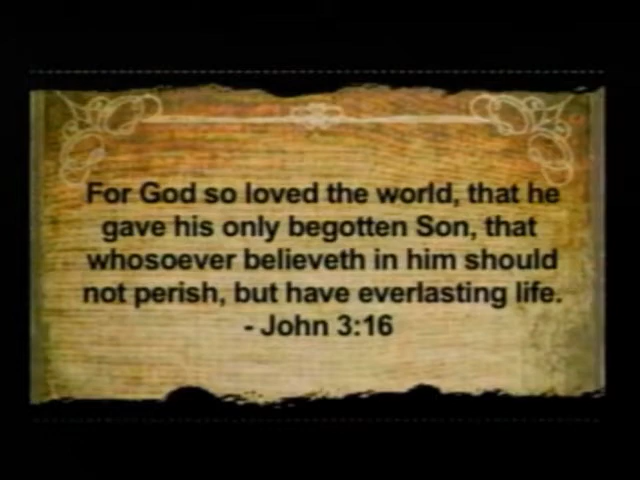 For God so loved the world, that he
gave his only begotten Son, that
whosoever believeth in him should
not perish, but have everlasting life.
- John 3:16